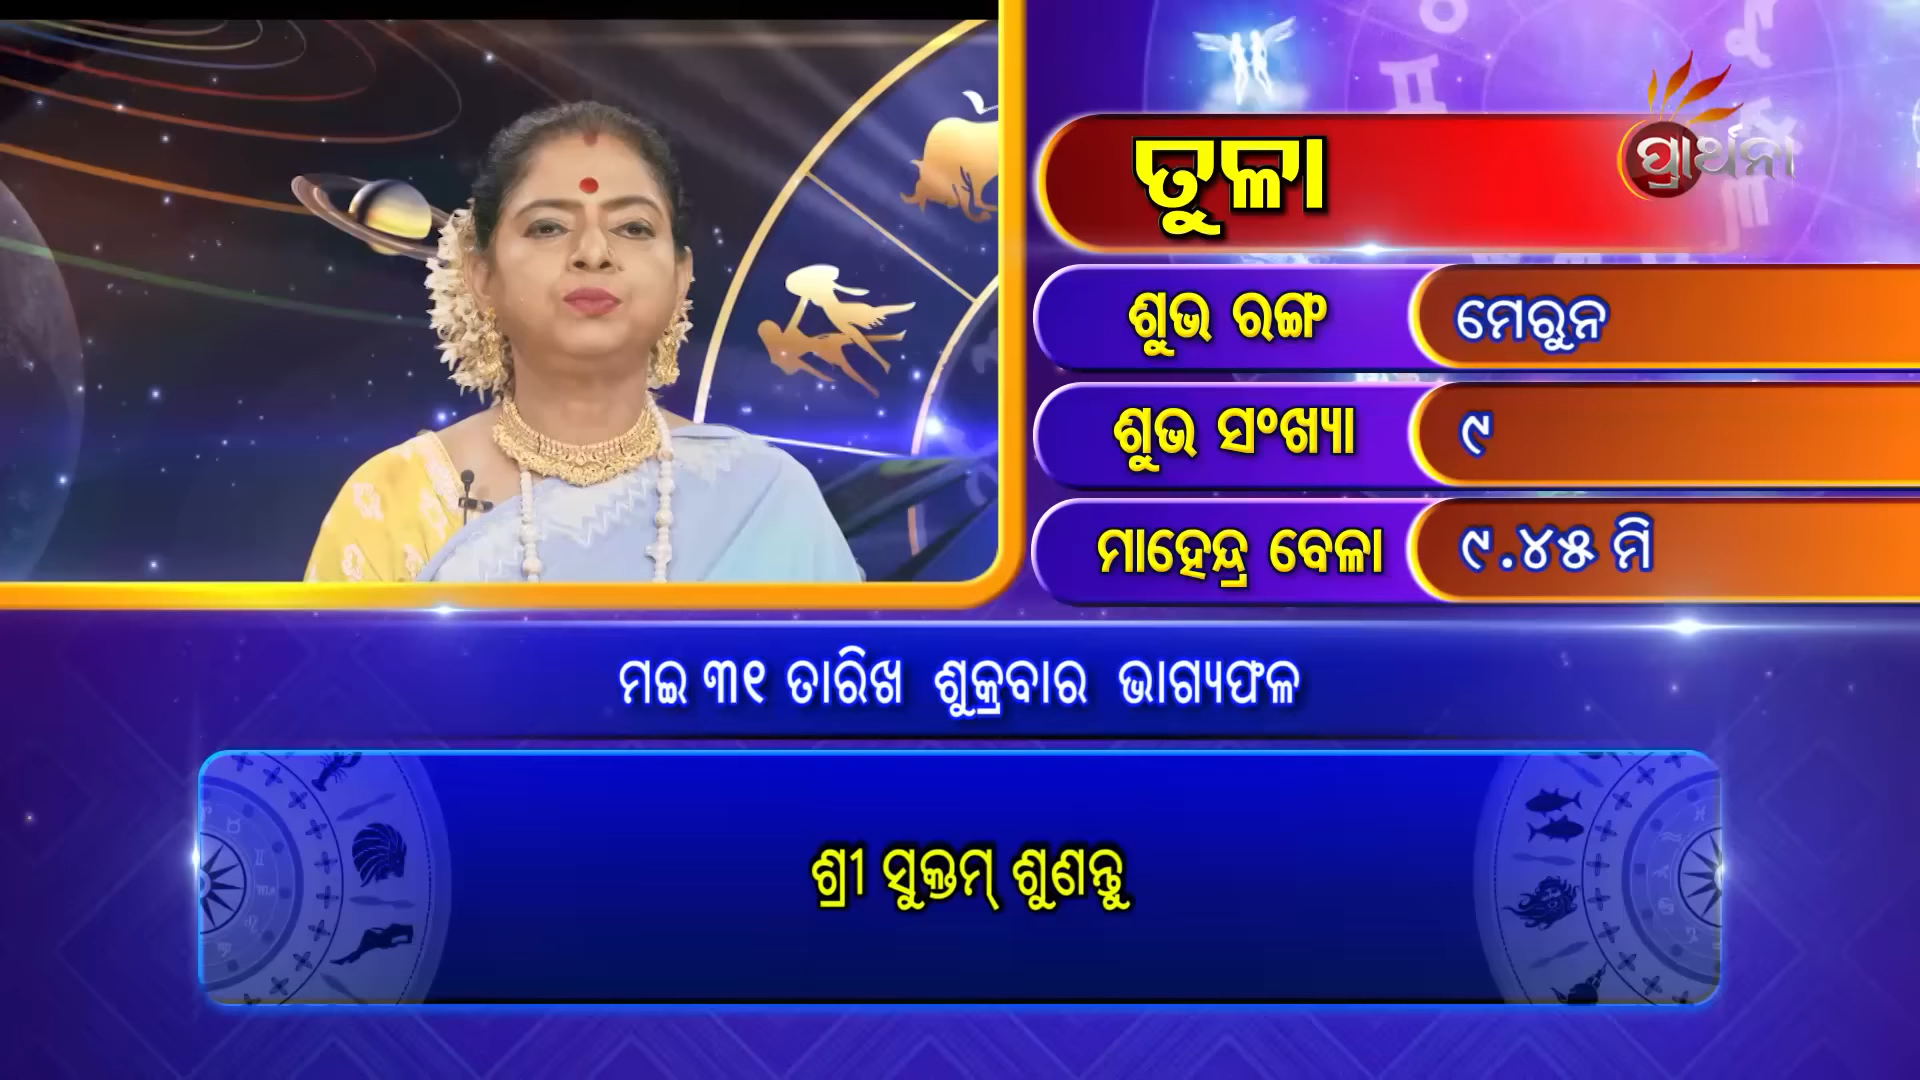 ତୁଳା
ପ୍ରାର୍ଥନା
ଶୁଭ ରଙ୍ଗ ମେରୁନ
ଶୁଭ ସଂଖ୍ୟା ୯
ମାହେନ୍ଦ୍ର ବେଳା ୯.୪୫ ମି
ମଇ ୩୧ ତାରିଖ ଶୁକ୍ରବାର ଭାଗ୍ୟଫଳ
ଶ୍ରୀ ସୁକ୍ତମ୍ ଶୁଣନ୍ତୁ